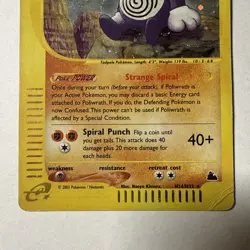 Tadpole Pokémon. Length: 4'3", Weight: 119 lbs.
Poké-POWER Strange Spiral
Once during your turn (before your attack), if Poliwrath is
your Active Pokémon, you may discard a basic Energy card
attached to Poliwrath. If you do, the Defending Pokémon
is now Confused. This power can't be used if Poliwrath is
affected by a Special Condition.
Spiral Punch Flip a coin until
you get tails. This attack does 40
damage plus 20 more damage
for each heads.
40+
weakness resistance retreat cost
©2003 Pokémon / Nintendo
Illus. Naoyo Kimura